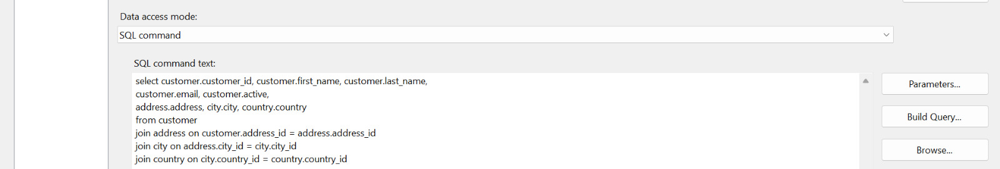 Data access mode:
SQL command
SQL command text:
select customer.customer_id, customer.first_name, customer.last_name,
customer.email, customer.active,
address.address, city.city, country.country
from customer
join address on customer.address_id = address.address_id
join city on address.city_id = city.city_id
join country on city.country_id = country.country_id
Parameters...
Build Query...
Browse...